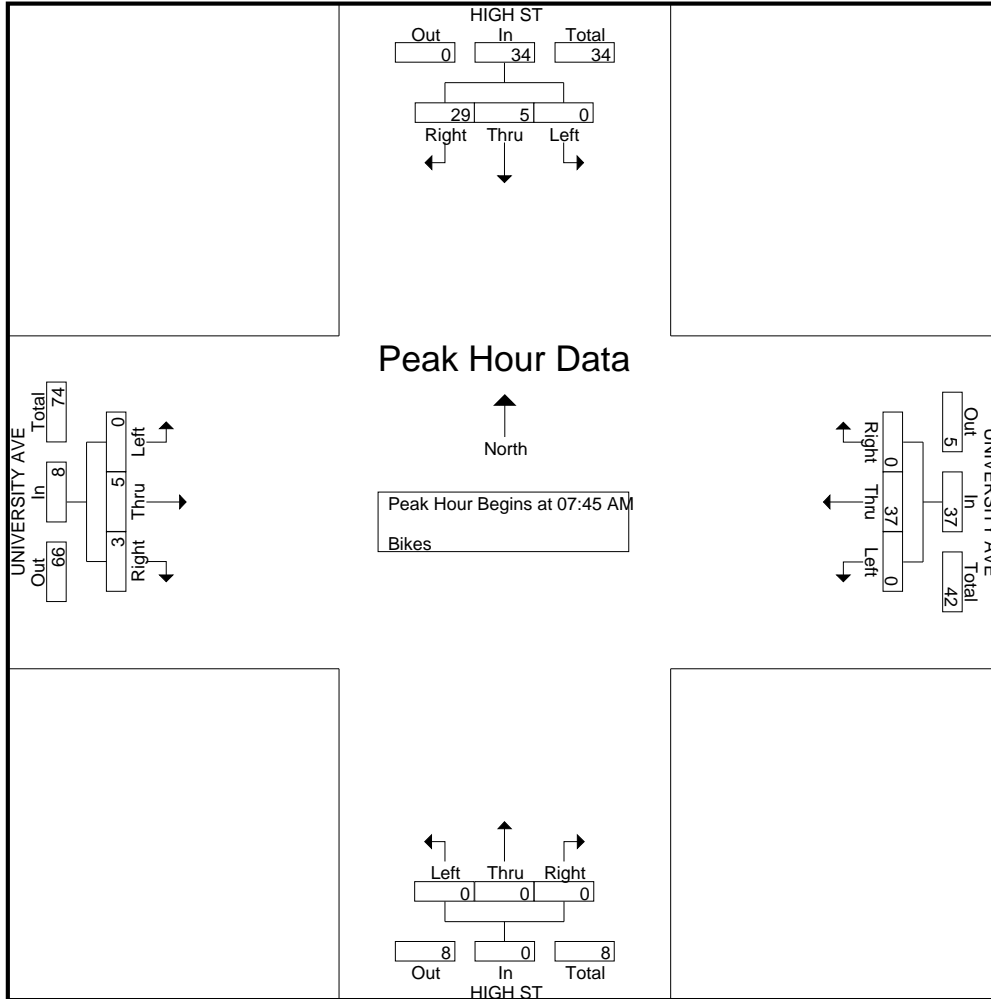 HIGH ST
Out In Total
0 34 34
29 5 0
Right Thru Left
Peak Hour Data
North
Peak Hour Begins at 07:45 AM
Bikes
UNIVERSITY AVE
Out In Total
66 8 74
Right Thru Left
3 5 0
UNIVERSITY AVE
Out In Total
5 37 42
Right Thru Left
0 37 0
Left Thru Right
0 0 0
8 0 8
Out In Total
HIGH ST